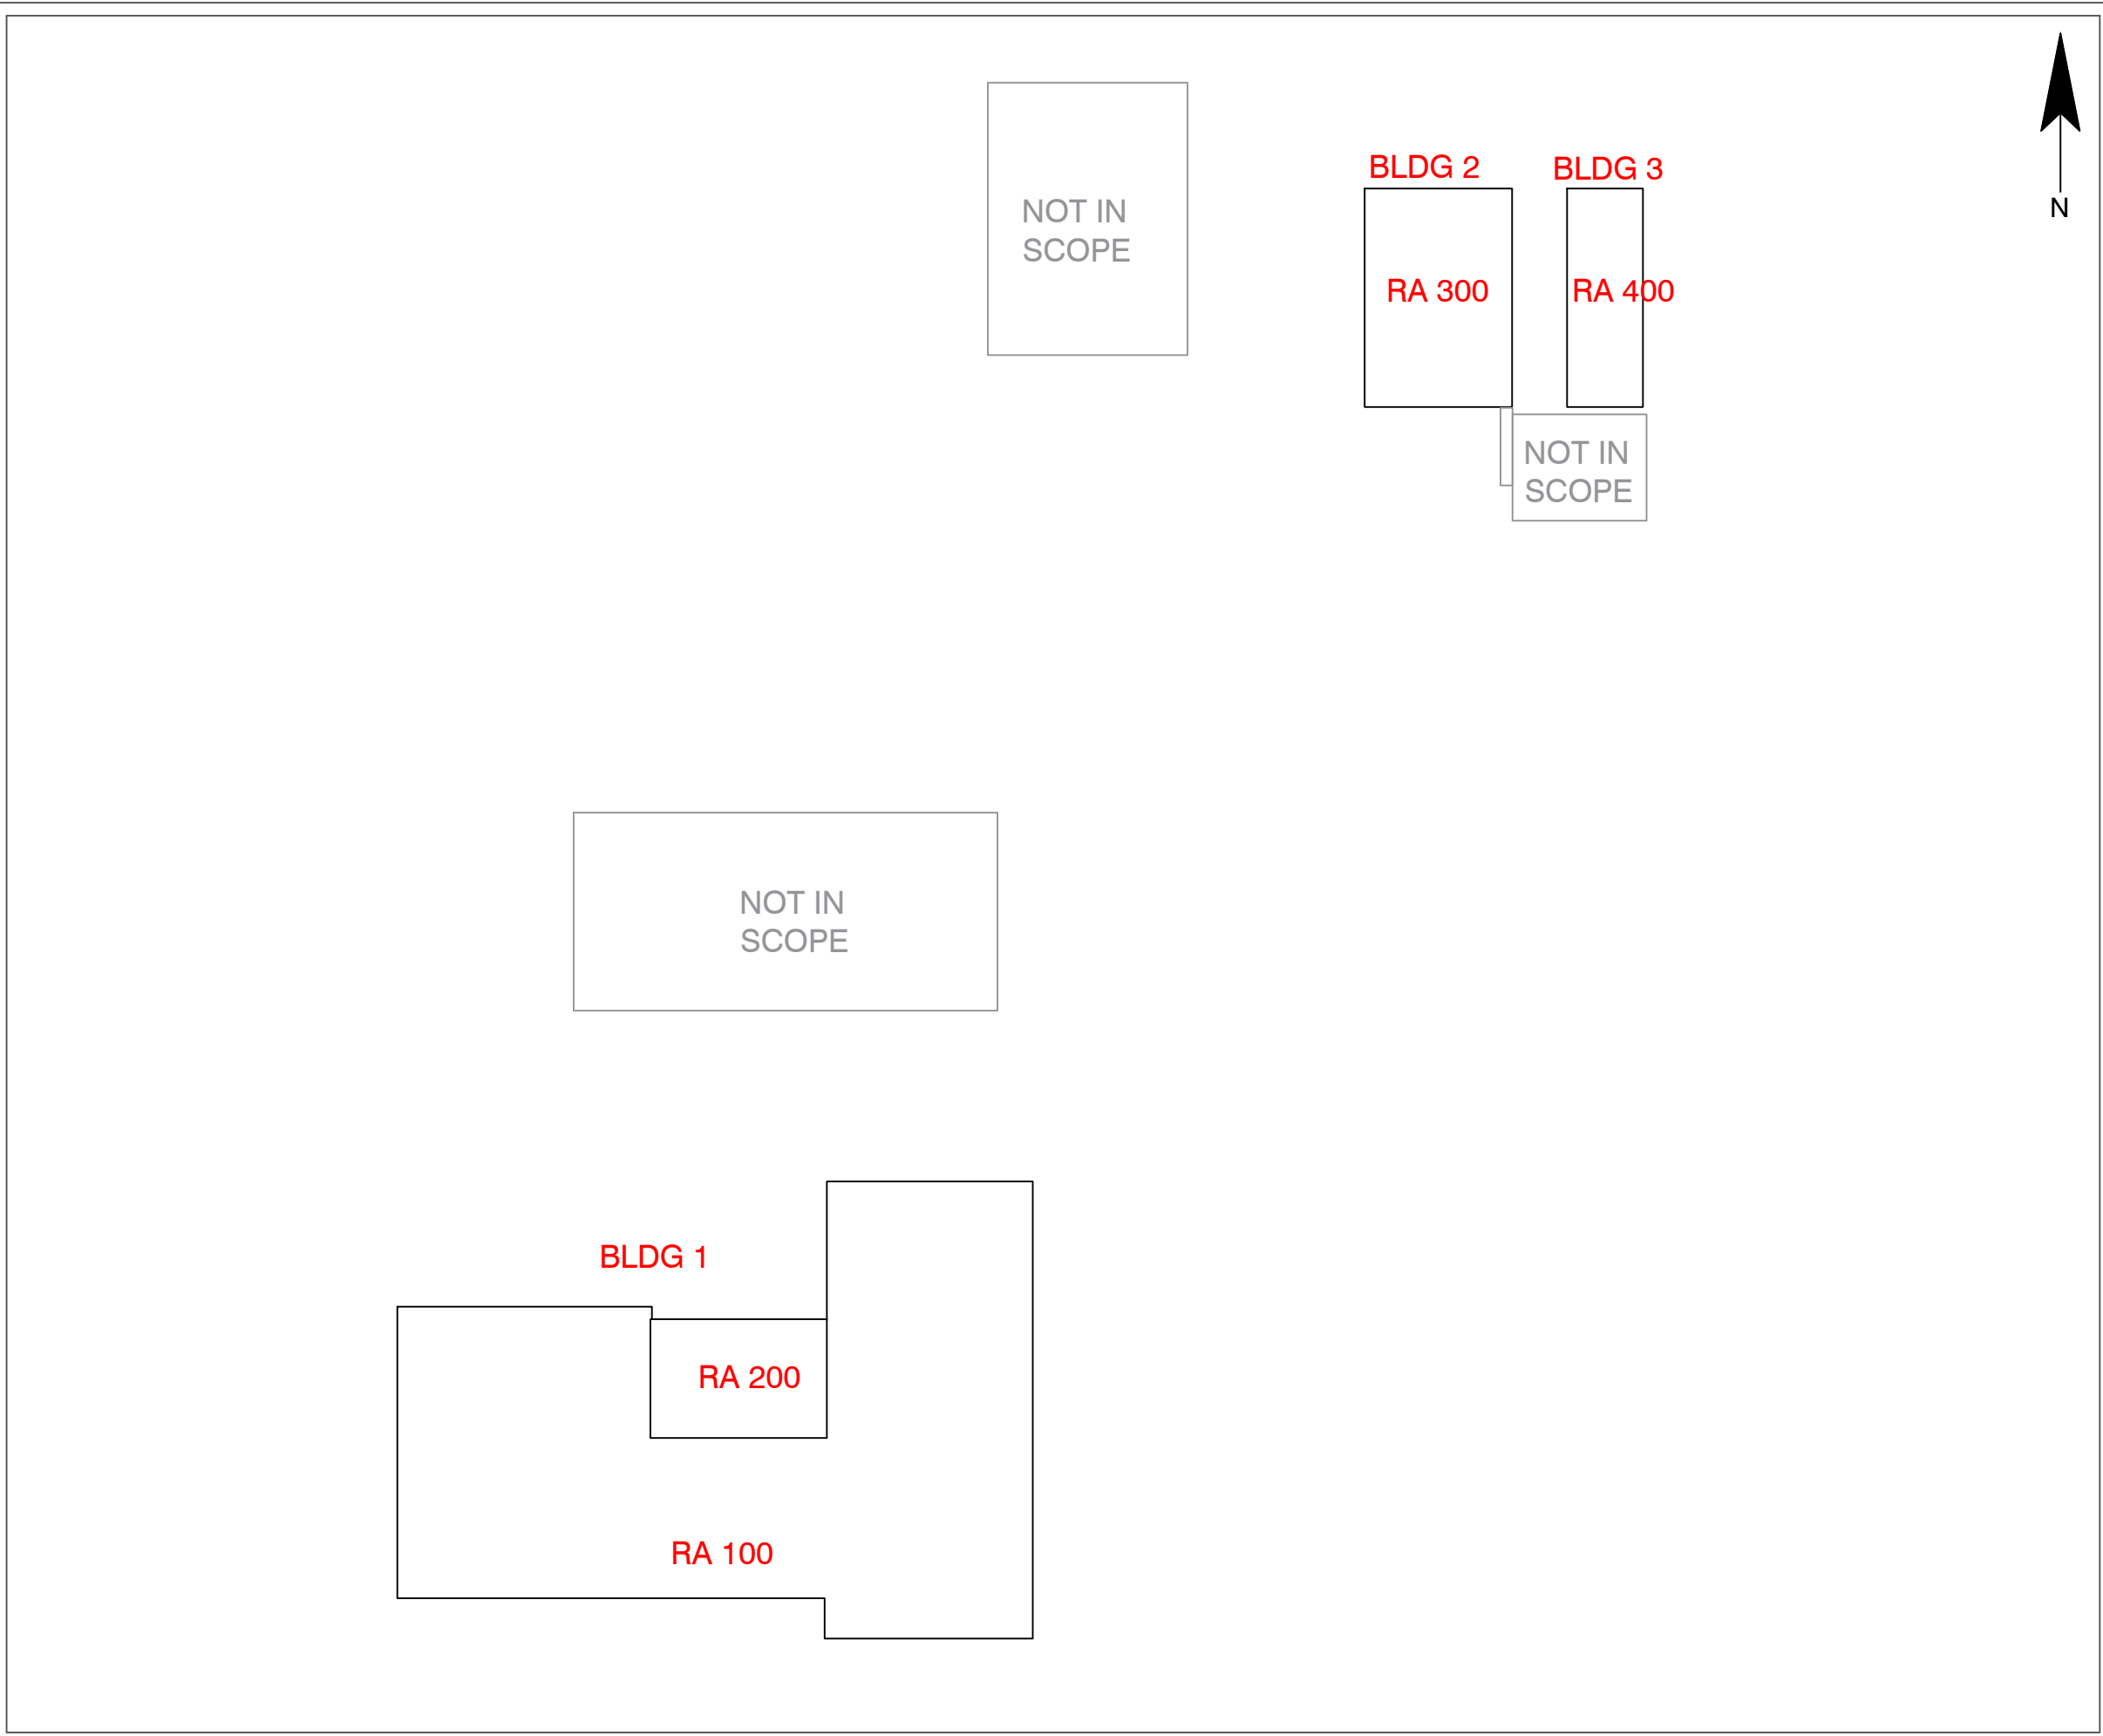 BLDG 2
BLDG 3
N
NOT IN
SCOPE
RA 300
RA 400
NOT IN
SCOPE
NOT IN
SCOPE
BLDG 1
RA 200
RA 100